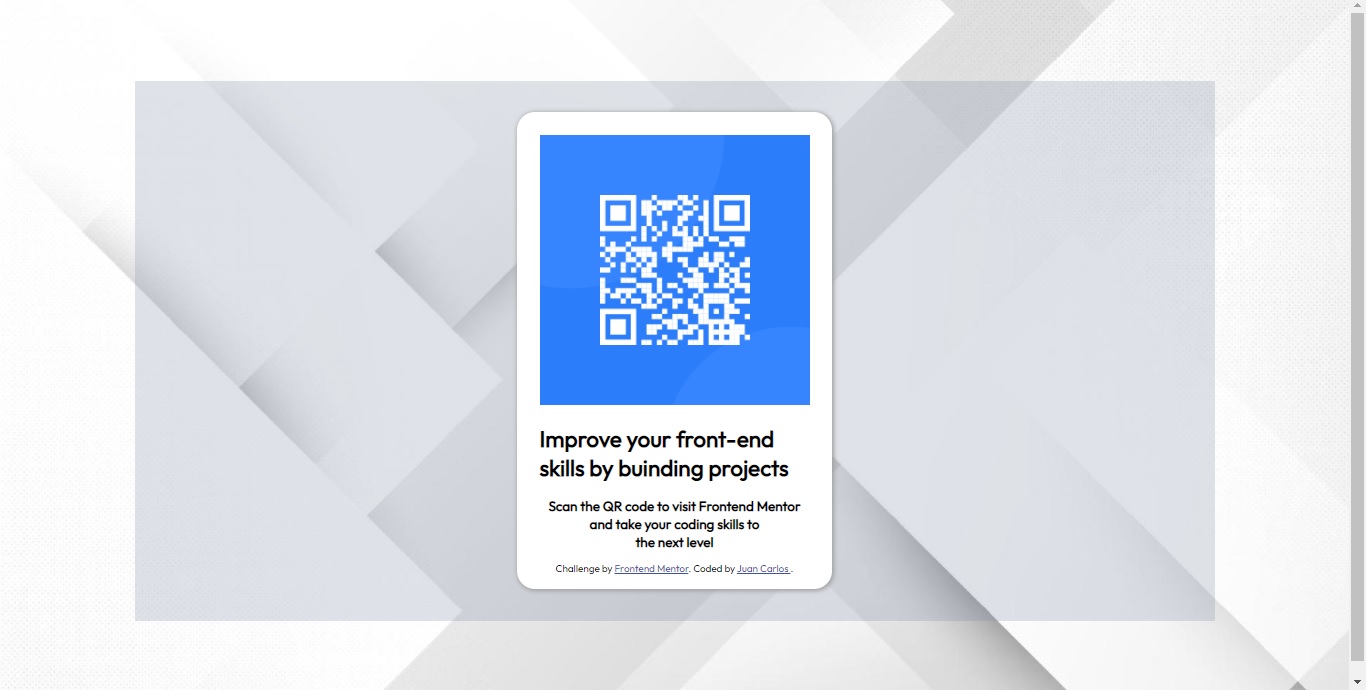 Improve your front-end
skills by buinding projects
Scan the QR code to visit Frontend Mentor
and take your coding skills to
the next level
Challenge by Frontend Mentor. Coded by Juan Carlos .